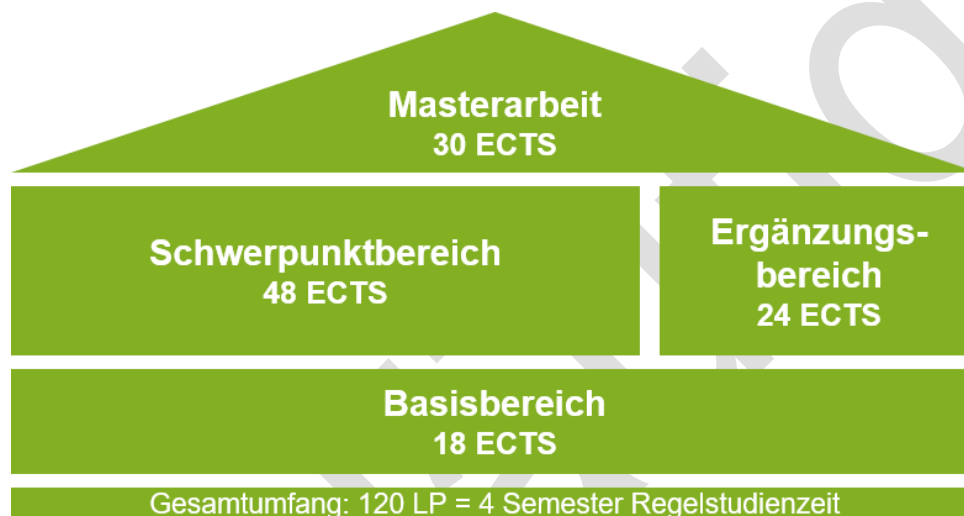 Masterarbeit
30 ECTS
Schwerpunktbereich
48 ECTS
Ergänzungs-
bereich
24 ECTS
Basisbereich
18 ECTS
Gesamtumfang: 120 LP = 4 Semester Regelstudienzeit